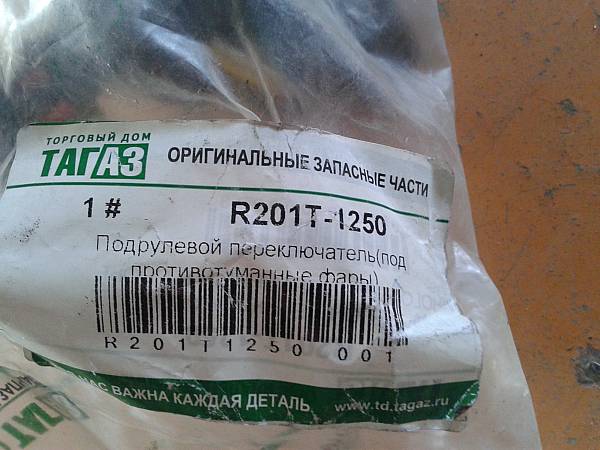 ТОРГОВЫЙ ДОМ
ТАГАЗ
ОРИГИНАЛЬНЫЕ ЗАПАСНЫЕ ЧАСТИ
1 #
R201T-1250
Подрулевой переключатель(под
противотуманные фары)
R201T1250 001
НАС ВАЖНА КАЖДАЯ ДЕТАЛЬ
www.td.tagaz.ru